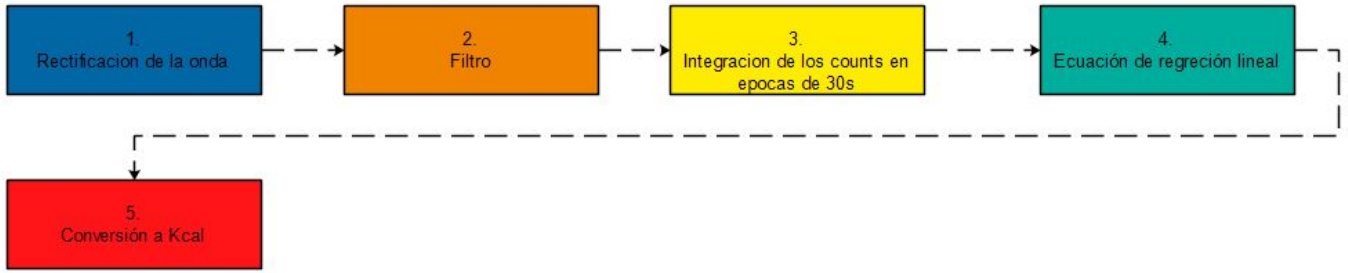 1.
Rectificacion de la onda
2.
Filtro
3.
Integracion de los counts en
epocas de 30s
4.
Ecuación de regreción lineal
5.
Conversión a Kcal